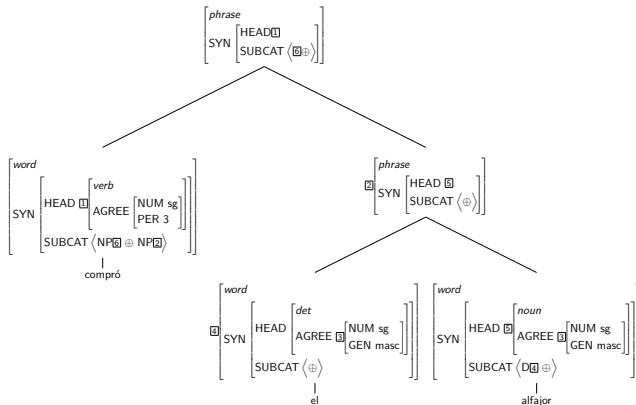 phrase
SYN HEAD 1
SUBCAT ⟨6⊕⟩
word
SYN HEAD 1 verb
AGREE NUM sg
PER 3
SUBCAT ⟨NP6 ⊕ NP2⟩
compró
2 phrase
SYN HEAD 5
SUBCAT ⟨⊕⟩
4 word
SYN HEAD det
AGREE 3 NUM sg
GEN masc
SUBCAT ⟨⊕⟩
el
word
SYN HEAD 5 noun
AGREE 3 NUM sg
GEN masc
SUBCAT ⟨D4 ⊕⟩
alfajor